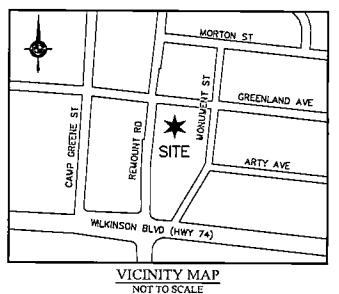 MORTON ST
GREENLAND AVE
MONUMENT ST
CAMP GREENE ST
REMOUNT RD
SITE
ARTY AVE
WILKINSON BLVD (HWY 74)
VICINITY MAP
NOT TO SCALE